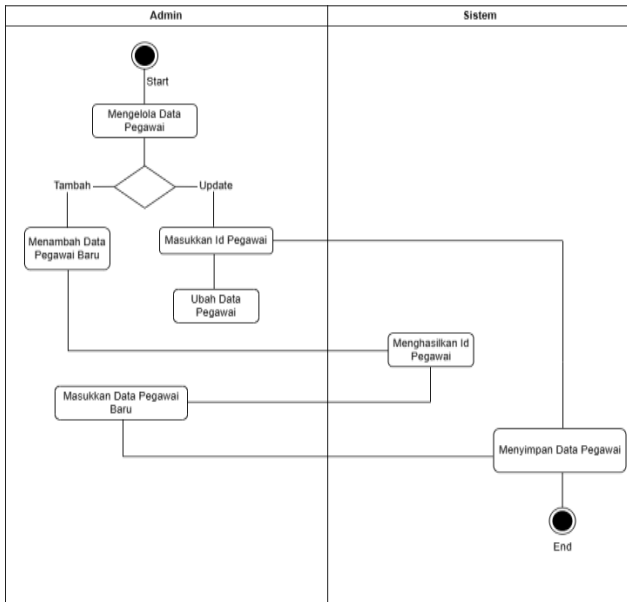 Admin
Sistem
Start
Mengelola Data
Pegawai
Tambah
Update
Menambah Data
Pegawai Baru
Masukkan Id Pegawai
Ubah Data
Pegawai
Menghasilkan Id
Pegawai
Masukkan Data Pegawai
Baru
Menyimpan Data Pegawai
End